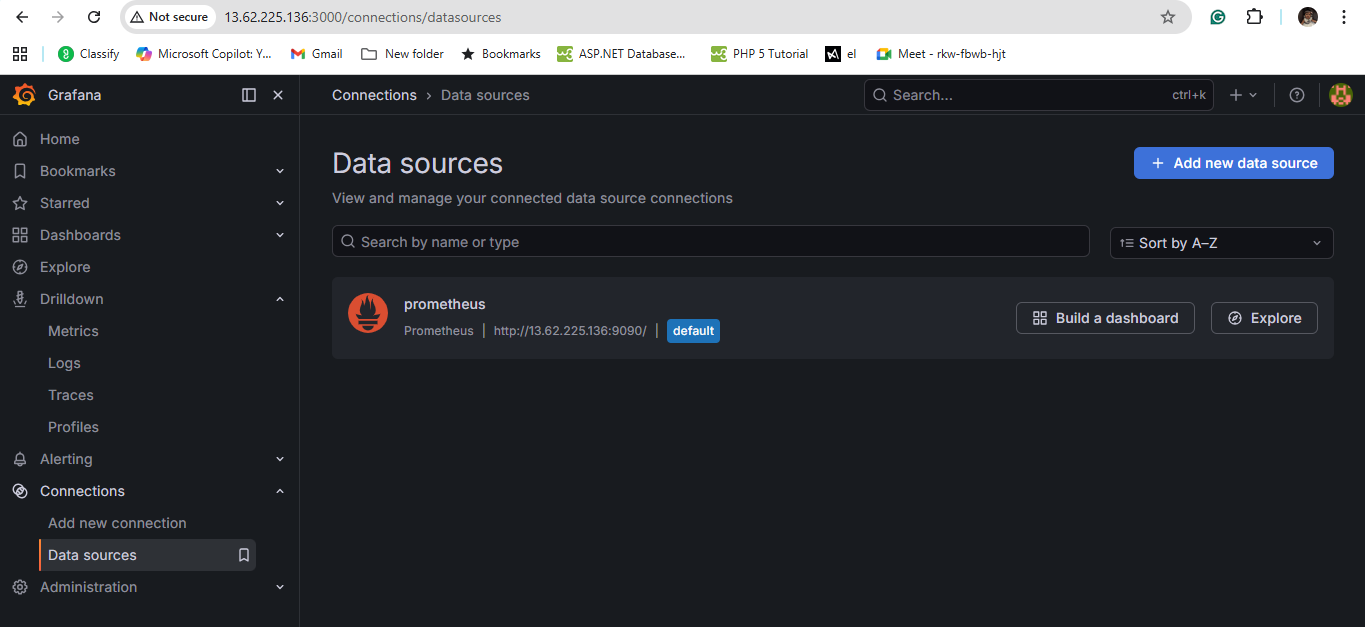 Not secure 13.62.225.136:3000/connections/datasources
Classify Microsoft Copilot: Y... Gmail New folder Bookmarks ASP.NET Database... PHP 5 Tutorial el Meet - rkw-fbwb-hjt
Grafana
Connections › Data sources
Search... ctrl+k
Home
Bookmarks
Starred
Dashboards
Explore
Drilldown
Metrics
Logs
Traces
Profiles
Alerting
Connections
Add new connection
Data sources
Administration
Data sources
Add new data source
View and manage your connected data source connections
Search by name or type
Sort by A–Z
prometheus
Prometheus | http://13.62.225.136:9090/ | default
Build a dashboard
Explore